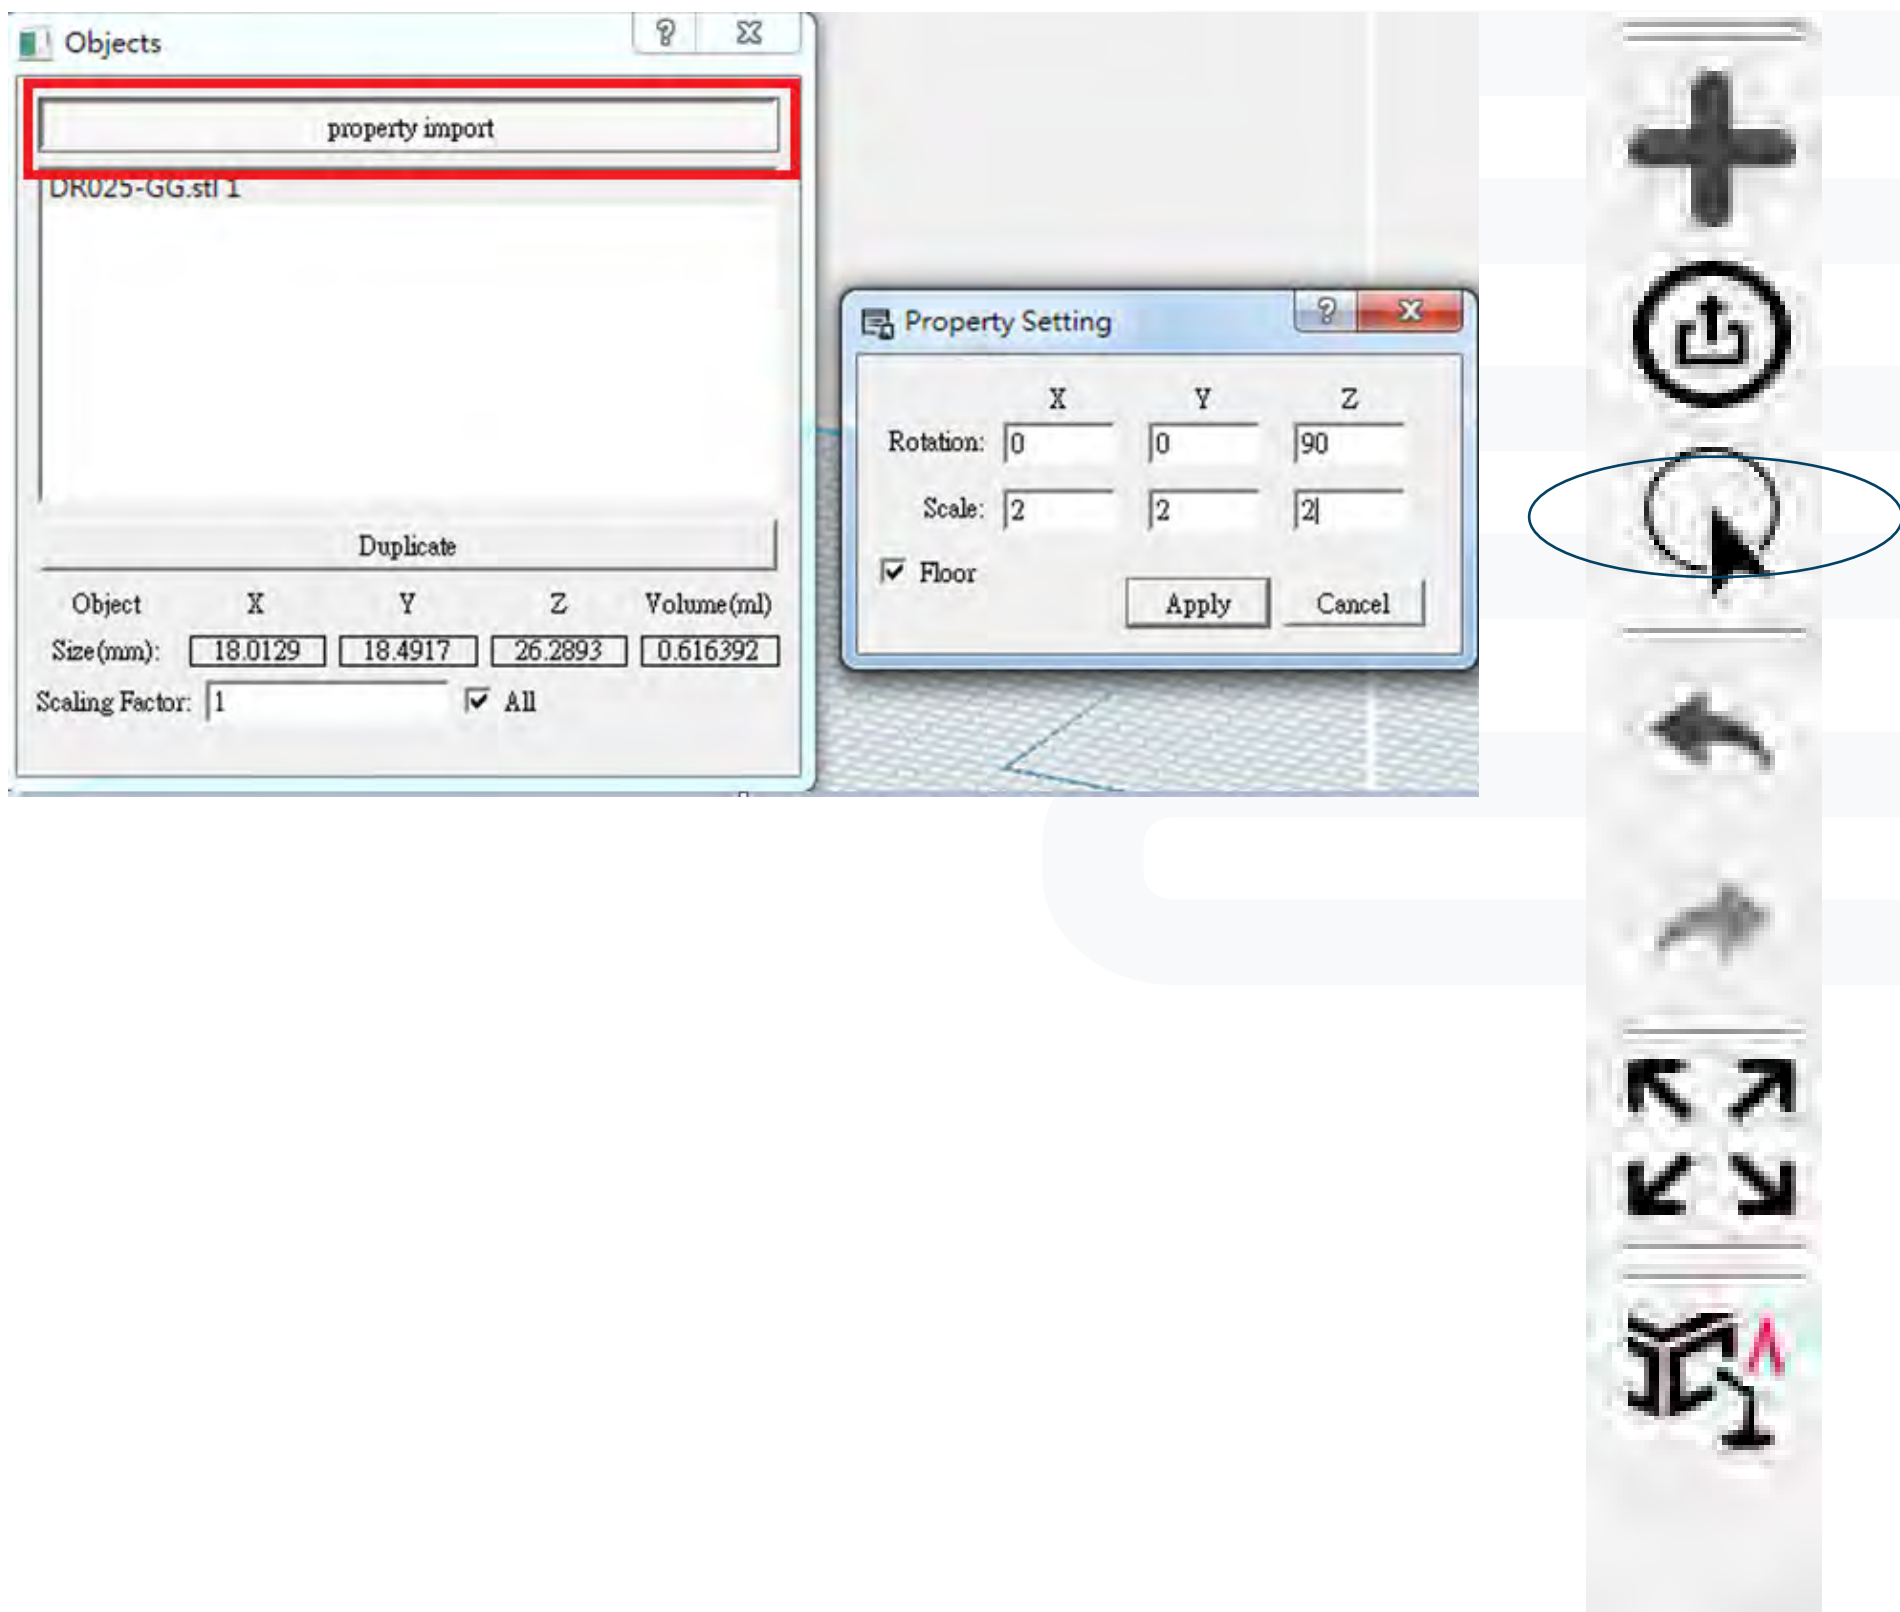 Objects
property import
DR025-GG.stl 1
Duplicate
Object X Y Z Volume(ml)
Size(mm): 18.0129 18.4917 26.2893 0.616392
Scaling Factor: 1 All
Property Setting
X Y Z
Rotation: 0 0 90
Scale: 2 2 2
Floor
Apply Cancel